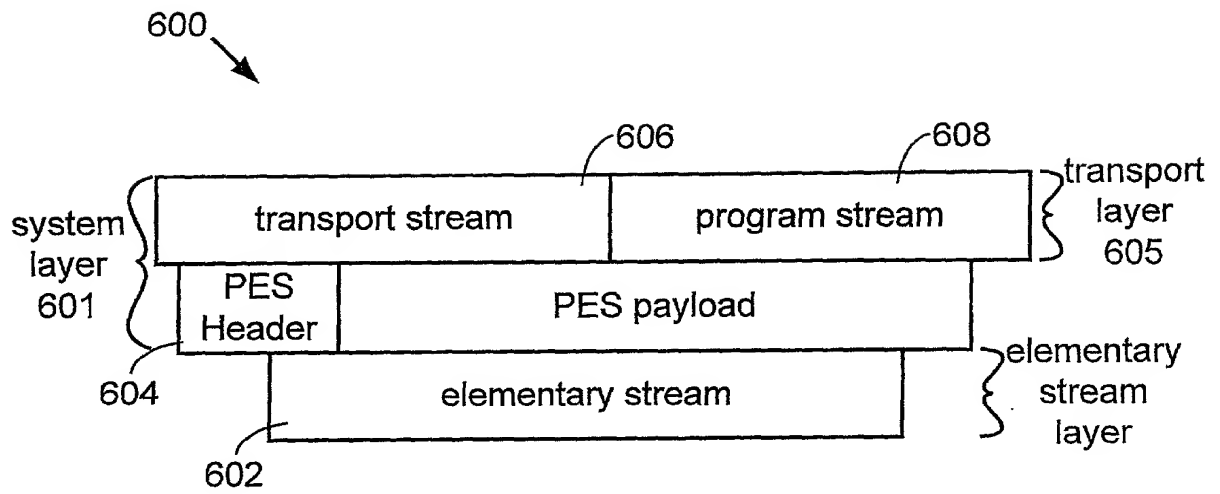 600
606
608
transport stream
program stream
transport
layer
605
system
layer
601
PES
Header
PES payload
604
elementary stream
elementary
stream
layer
602